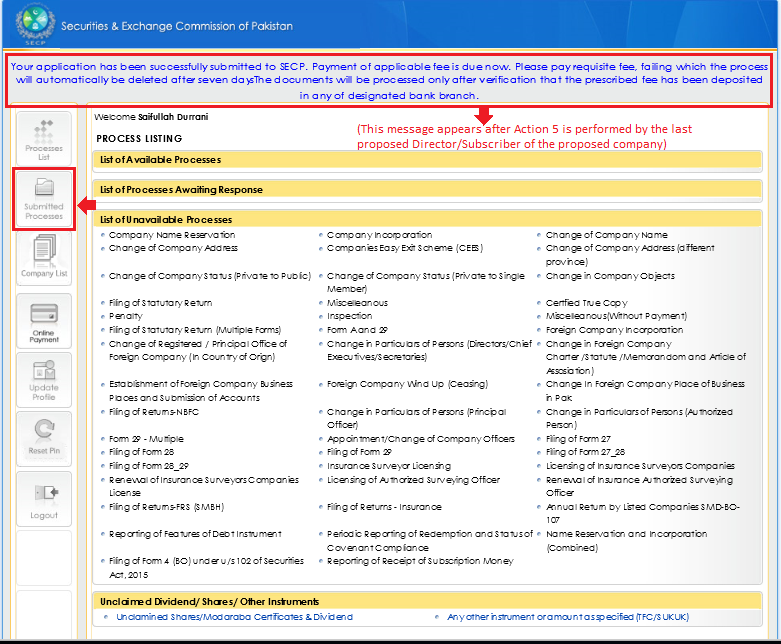 SECP
Securities & Exchange Commission of Pakistan
Your application has been successfully submitted to SECP. Payment of applicable fee is due now. Please pay requisite fee, failing which the process
will automatically be deleted after seven days.The documents will be processed only after verification that the prescribed fee has been deposited
in any of designated bank branch.
Welcome Saifullah Durrani
(This message appears after Action 5 is performed by the last
proposed Director/Subscriber of the proposed company)
PROCESS LISTING
Processes
List
Submitted
Processes
Company List
Online
Payment
Update
Profile
Reset Pin
Logout
List of Available Processes
List of Processes Awaiting Response
List of Unavailable Processes
Company Name Reservation
Company Incorporation
Change of Company Name
Change of Company Address
Companies Easy Exit Scheme (CEES)
Change of Company Address (different
province)
Change of Company Status (Private to Public)
Change of Company Status (Private to Single
Member)
Change in Company Objects
Filing of Statutory Return
Miscelleanous
Certfied True Copy
Penalty
Inspection
Miscelleanous(Without Payment)
Filing of Statutory Return (Multiple Forms)
Form A and 29
Foreign Company Incorporation
Change of Regsitered / Principal Office of
Foreign Company (In Country of Orign)
Change in Particulars of Persons (Directors/Chief
Executives/Secretaries)
Change in Foreign Company
Charter /Statute /Memorandom and Article of
Assosiation)
Establishment of Foreign Company Business
Places and Submission of Accounts
Foreign Company Wind Up (Ceasing)
Change In Foreign Company Place of Business
in Pak
Filing of Returns-NBFC
Change in Particulars of Persons (Principal
Officer)
Change in Particulars of Persons (Authorized
Person)
Form 29 - Multiple
Appointment/Change of Company Officers
Filing of Form 27
Filing of Form 28
Filing of Form 29
Filing of Form 27_28
Filing of Form 28_29
Insurance Surveyor Licensing
Licensing of Insurance Surveyors Companies
Renewal of Insurance Surveyors Companies
License
Licensing of Authorized Surveying Officer
Renewal of Insurance Authorized Surveying
Officer
Filing of Returns-FRS (SMBH)
Filing of Returns - Insurance
Annual Return by Listed Companies SMD-BO-
107
Reporting of Features of Debt Instrument
Periodic Reporting of Redemption and Status of
Covenant Compliance
Name Reservation and Incorporation
(Combined)
Filing of Form 4 (BO) under u/s 102 of Securities
Act, 2015
Reporting of Receipt of Subscription Money
Unclaimed Dividend/ Shares/ Other Instruments
Unclamined Shares/Modaraba Certificates & Dividend
Any other instrument or amount as specified (TFC/SUKUK)